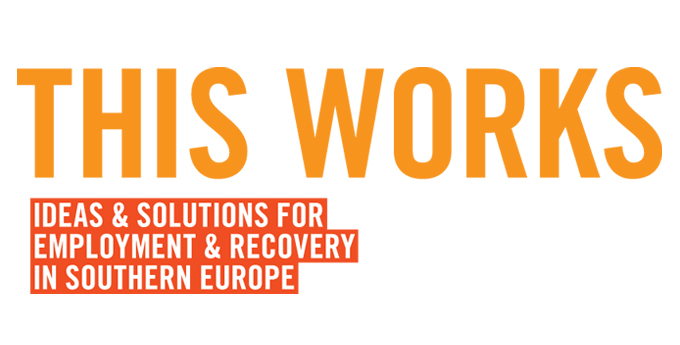 THIS WORKS
IDEAS & SOLUTIONS FOR
EMPLOYMENT & RECOVERY
IN SOUTHERN EUROPE